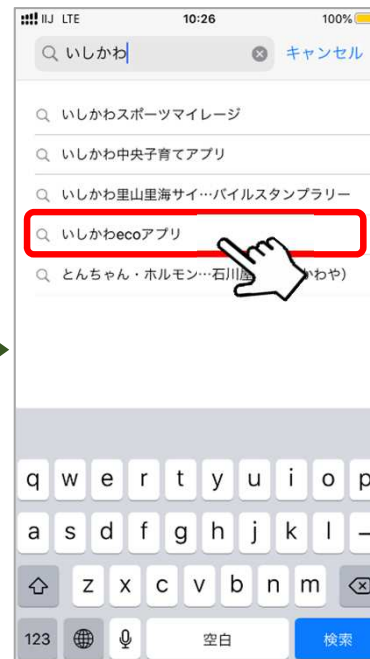 IIJ LTE 10:26 100%
いしかわ キャンセル
いしかわスポーツマイレージ
いしかわ中央子育てアプリ
いしかわ里山里海サイ…バイルスタンプラリー
いしかわecoアプリ
とんちゃん・ホルモン…石川屋 かわや)
q w e r t y u i o p
a s d f g h j k l –
z x c v b n m
123 空白 検索